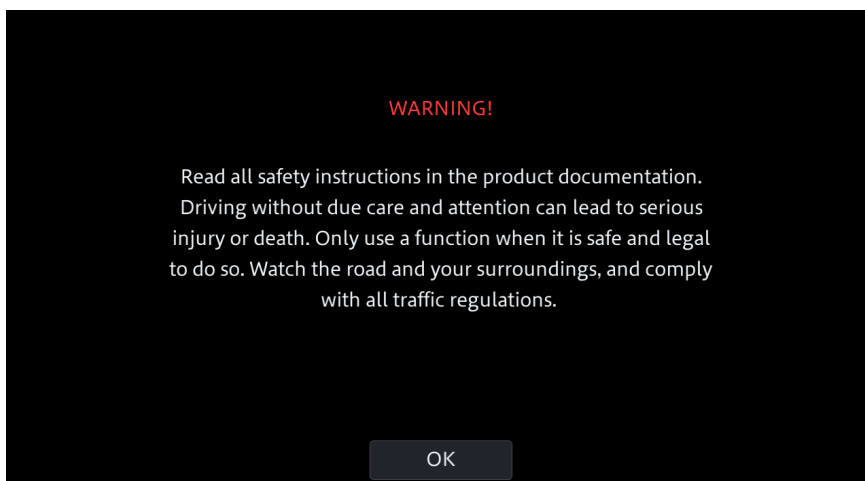 WARNING!
Read all safety instructions in the product documentation.
Driving without due care and attention can lead to serious
injury or death. Only use a function when it is safe and legal
to do so. Watch the road and your surroundings, and comply
with all traffic regulations.
OK